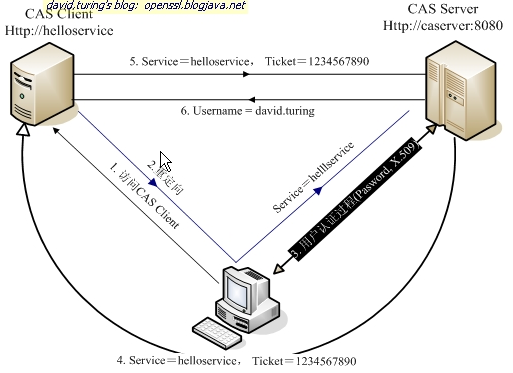 david.turing's blog: openssl.blogjava.net
CAS Client
Http://helloservice
CAS Server
Http://caserver:8080
5. Service＝helloservice， Ticket＝1234567890
6. Username＝david.turing
2.重定向
1. 访问CAS Client
Service＝helllservice
3. 用户认证过程(Pasword, X.509
4. Service＝helloservice， Ticket＝1234567890